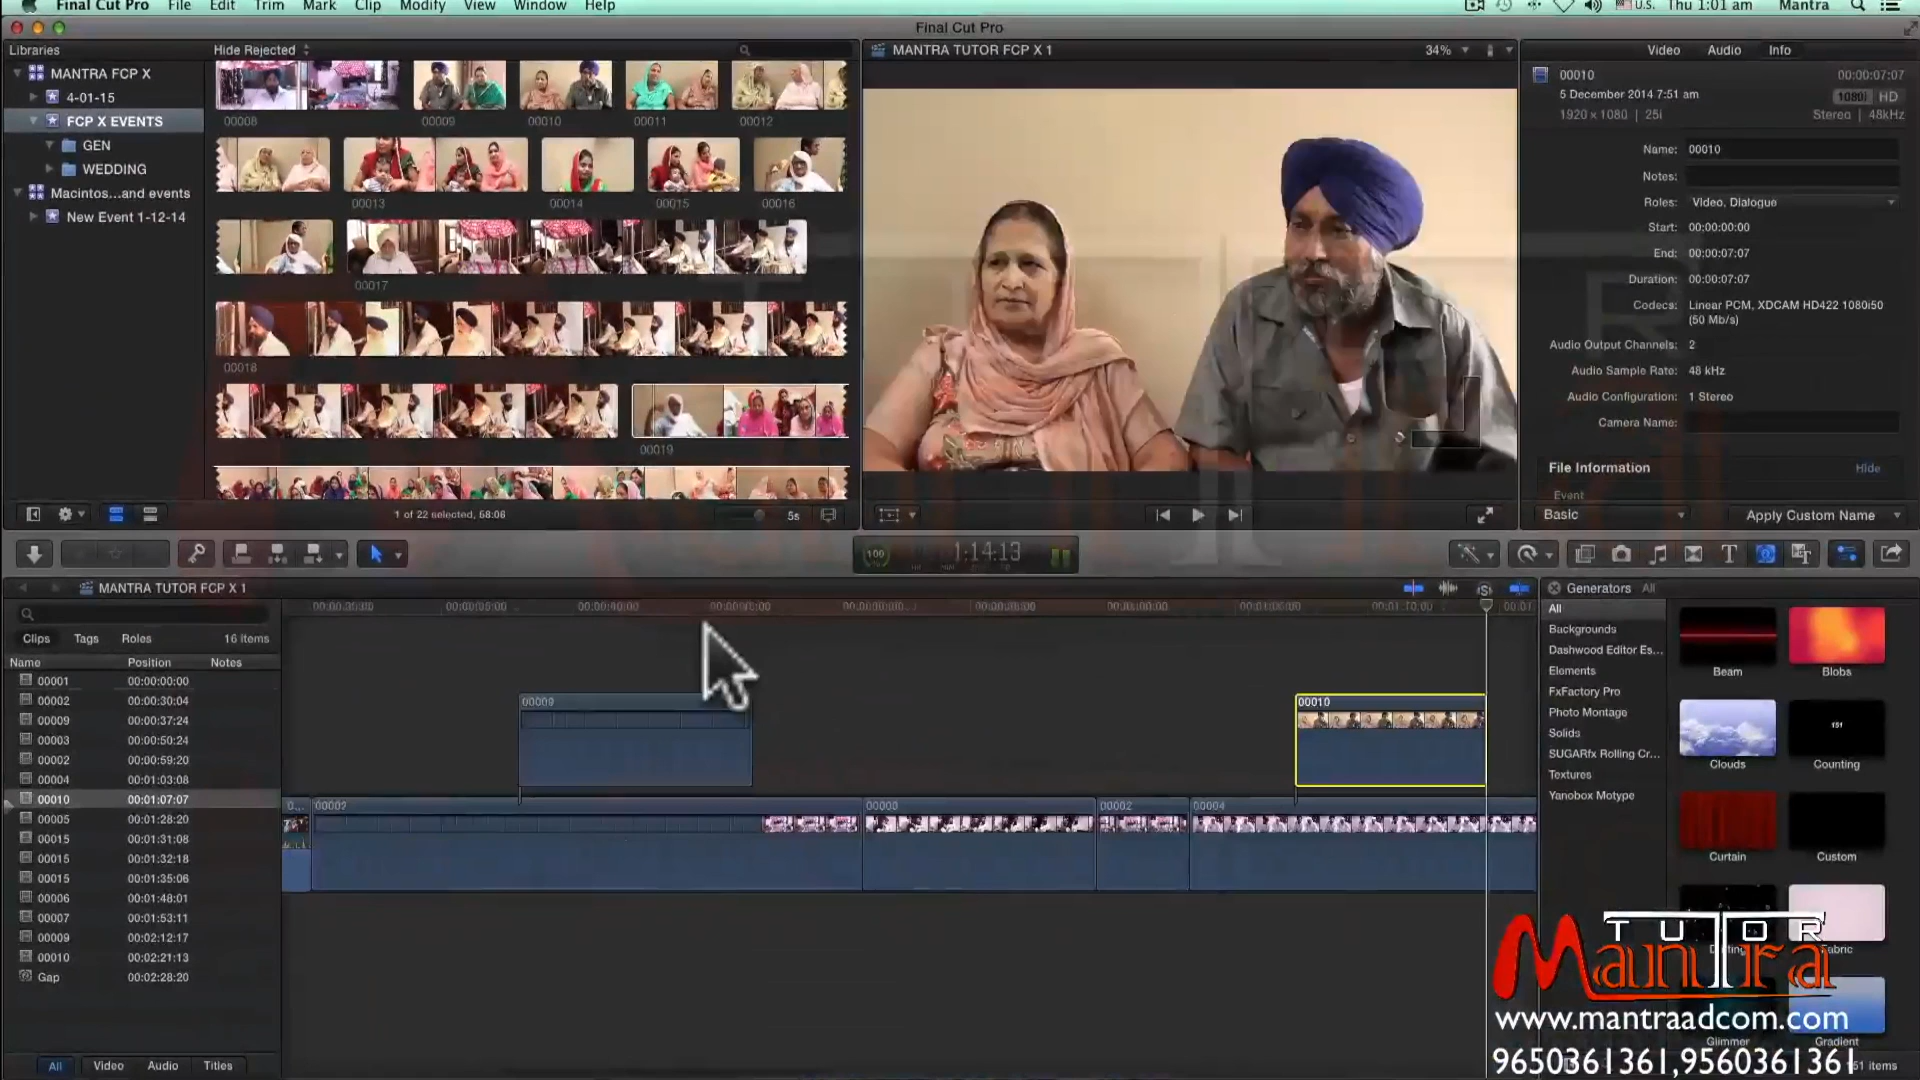 Final Cut Pro File Edit Trim Mark Clip Modify View Window Help
U.S. Thu 1:01 am Mantra
Final Cut Pro
Libraries
Hide Rejected
MANTRA TUTOR FCP X 1
34%
Video Audio Info
MANTRA FCP X
4-01-15
FCP X EVENTS
GEN
WEDDING
Macintos...and events
New Event 1-12-14
00008
00009
00010
00011
00012
00013
00014
00015
00016
00017
00018
00019
1 of 22 selected, 58:06
5s
00010
00:00:07:07
5 December 2014 7:51 am
1080i HD
1920 x 1080 | 25i
Stereo | 48kHz
Name: 00010
Notes:
Roles: Video, Dialogue
Start: 00:00:00:00
End: 00:00:07:07
Duration: 00:00:07:07
Codecs: Linear PCM, XDCAM HD422 1080i50
(50 Mb/s)
Audio Output Channels: 2
Audio Sample Rate: 48 kHz
Audio Configuration: 1 Stereo
Camera Name:
File Information
Hide
Event
Basic
Apply Custom Name
100
1:14:13
MANTRA TUTOR FCP X 1
Clips Tags Roles 16 items
Name Position Notes
00001 00:00:00:00
00002 00:00:30:04
00009 00:00:37:24
00003 00:00:50:24
00002 00:00:59:20
00004 00:01:03:08
00010 00:01:07:07
00005 00:01:28:20
00015 00:01:31:08
00015 00:01:32:18
00015 00:01:35:06
00006 00:01:48:01
00007 00:01:53:11
00009 00:02:12:17
00010 00:02:21:13
Gap 00:02:28:20
All Video Audio Titles
00009
00010
00002
00002
00004
Generators All
All
Backgrounds
Dashwood Editor Es...
Elements
FxFactory Pro
Photo Montage
Solids
SUGARfx Rolling Cr...
Textures
Yanobox Motype
Beam
Blobs
Clouds
151
Counting
Curtain
Custom
Glimmer
Gradient
TUTOR
Mantra
www.mantraadcom.com
9650361361,9560361361